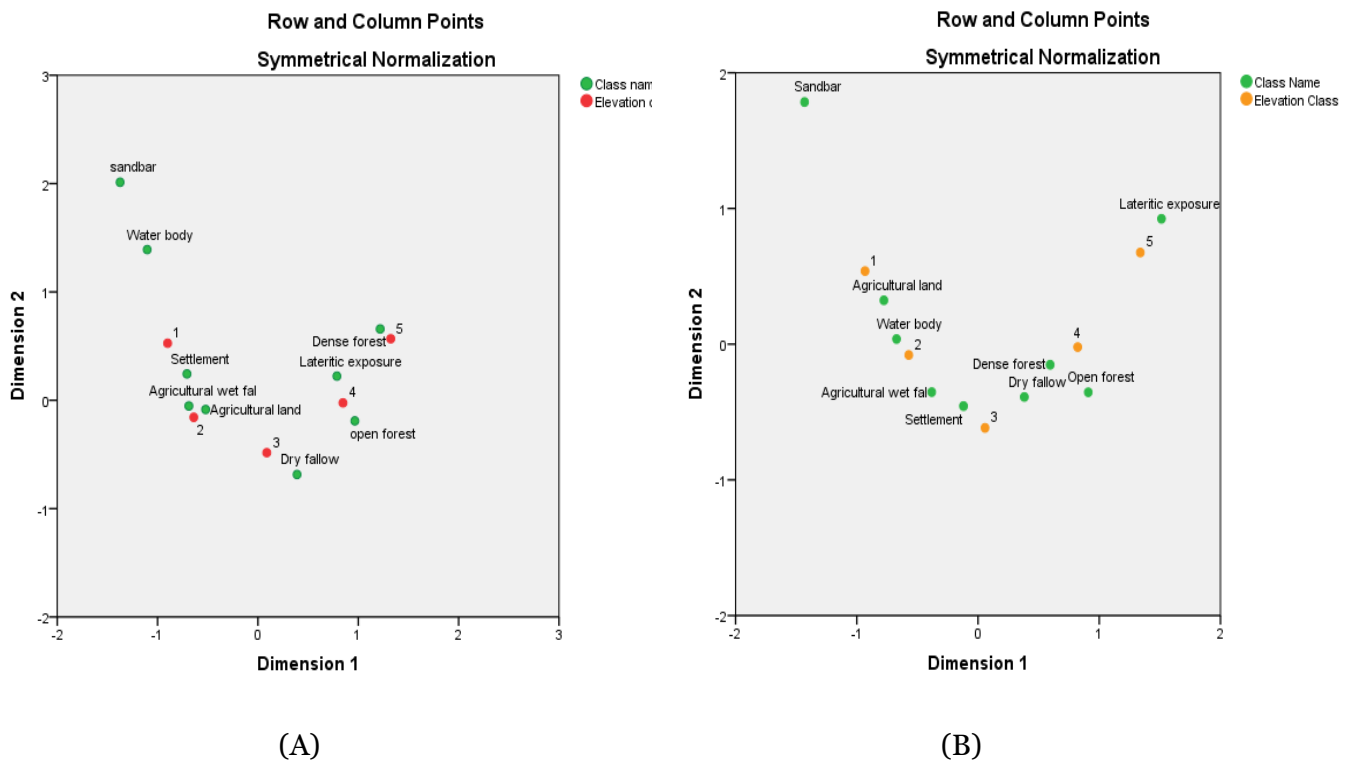 Row and Column Points
Symmetrical Normalization
3
2
1
0
-1
-2
-2
-1
0
1
2
3
Dimension 2
Dimension 1
Class nam
Elevation c
sandbar
Water body
1
Settlement
Agricultural wet fal
Agricultural land
2
3
Dry fallow
5
Dense forest
Lateritic exposure
4
open forest
(A)
Row and Column Points
Symmetrical Normalization
2
1
0
-1
-2
-2
-1
0
1
2
Dimension 2
Dimension 1
Class Name
Elevation Class
Sandbar
Lateritic exposure
5
1
Agricultural land
Water body
2
4
Dense forest
Dry fallow
Open forest
Agricultural wet fal
Settlement
3
(B)